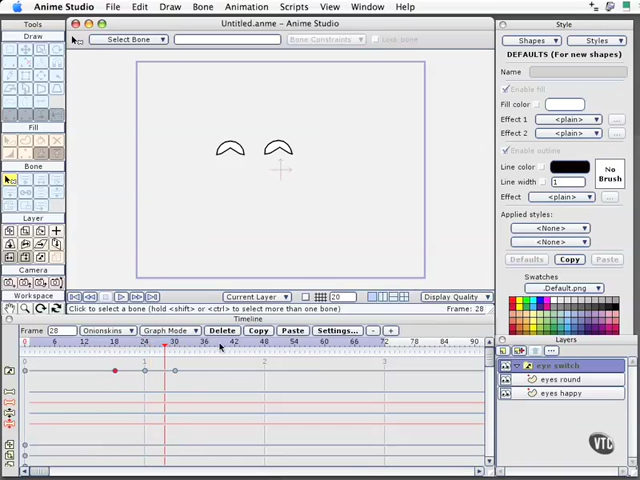 Anime Studio File Edit Draw Bone Animation Scripts View Window Help
Untitled.anme - Anime Studio
Select Bone
Bone Constraints
Lock bone
Tools
Draw
Fill
Bone
Layer
Camera
Workspace
Style
Shapes Styles
DEFAULTS (For new shapes)
Name
Enable fill
Fill color
Effect 1 <plain> ...
Effect 2 <plain> ...
Enable outline
Line color
Line width 1
No Brush
Effect <plain> ...
Applied styles:
<None>
<None>
Defaults Copy Paste
Swatches
.Default.png
Current Layer 20 Display Quality
Click to select a bone (hold <shift> or <ctrl> to select more than one bone) Frame: 28
Timeline
Frame 28 Onionskins Graph Mode Delete Copy Paste Settings... - +
0 6 12 18 24 30 36 42 48 54 60 66 72 78 84 90
1 2 3
Layers
eye switch
eyes round
eyes happy
VTC